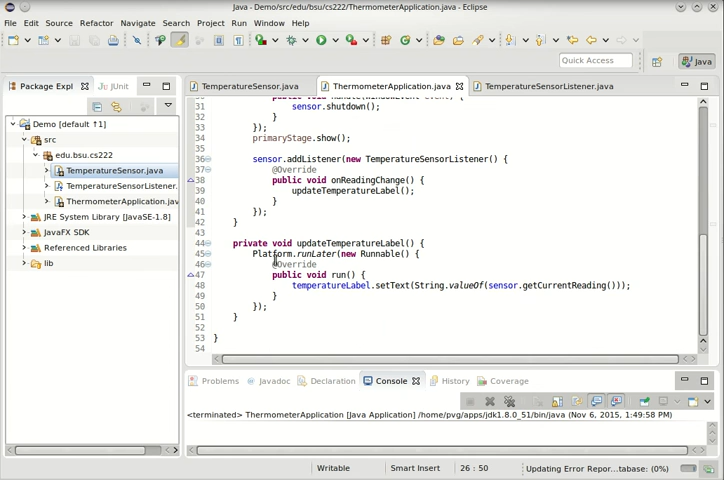 Java - Demo/src/edu/bsu/cs222/ThermometerApplication.java - Eclipse
File Edit Source Refactor Navigate Search Project Run Window Help
Quick Access
Java
Package Expl
JUnit
TemperatureSensor.java
ThermometerApplication.java
TemperatureSensorListener.java
Demo [default ↑1]
src
edu.bsu.cs222
TemperatureSensor.java
TemperatureSensorListener.
ThermometerApplication.jav
JRE System Library [JavaSE-1.8]
JavaFX SDK
Referenced Libraries
lib
31 sensor.shutdown();
32 }
33 });
34 primaryStage.show();
35
36 sensor.addListener(new TemperatureSensorListener() {
37 @Override
38 public void onReadingChange() {
39 updateTemperatureLabel();
40 }
41 });
42 }
43
44 private void updateTemperatureLabel() {
45 Platform.runLater(new Runnable() {
46 @Override
47 public void run() {
48 temperatureLabel.setText(String.valueOf(sensor.getCurrentReading()));
49 }
50 });
51 }
52
53 }
54
Problems Javadoc Declaration Console History Coverage
<terminated> ThermometerApplication [Java Application] /home/pvg/apps/jdk1.8.0_51/bin/java (Nov 6, 2015, 1:49:58 PM)
Writable Smart Insert 26 : 50 Updating Error Repor...tabase: (0%)